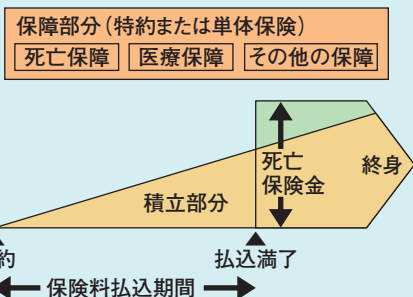 保障部分(特約または単体保険)
死亡保障 医療保障 その他の保障
死亡
保険金
終身
積立部分
約 払込満了
保険料払込期間